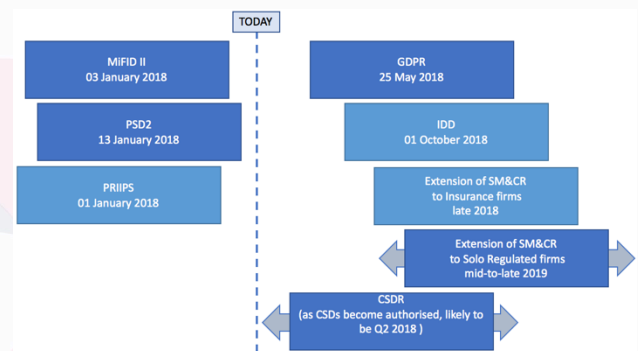 TODAY
MiFID II
03 January 2018
GDPR
25 May 2018
PSD2
13 January 2018
IDD
01 October 2018
PRIIPS
01 January 2018
Extension of SM&CR
to Insurance firms
late 2018
Extension of SM&CR
to Solo Regulated firms
mid-to-late 2019
CSDR
(as CSDs become authorised, likely to
be Q2 2018 )